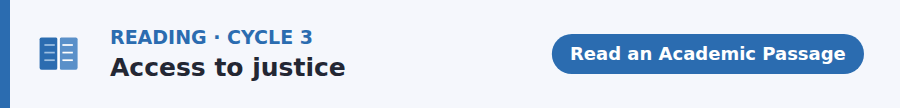 READING · CYCLE 3
Access to justice
Read an Academic Passage